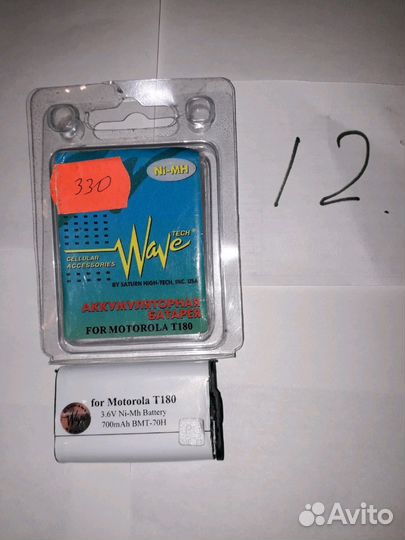 12.
Ni-MH
330
Wave TECH®
CELLULAR
ACCESSORIES
BY SATURN HIGH-TECH, INC. USA
АККУМУЛЯТОРНАЯ
БАТАРЕЯ
FOR MOTOROLA T180
for Motorola T180
3.6V Ni-Mh Battery
700mAh BMT-70H
Wave
Avito